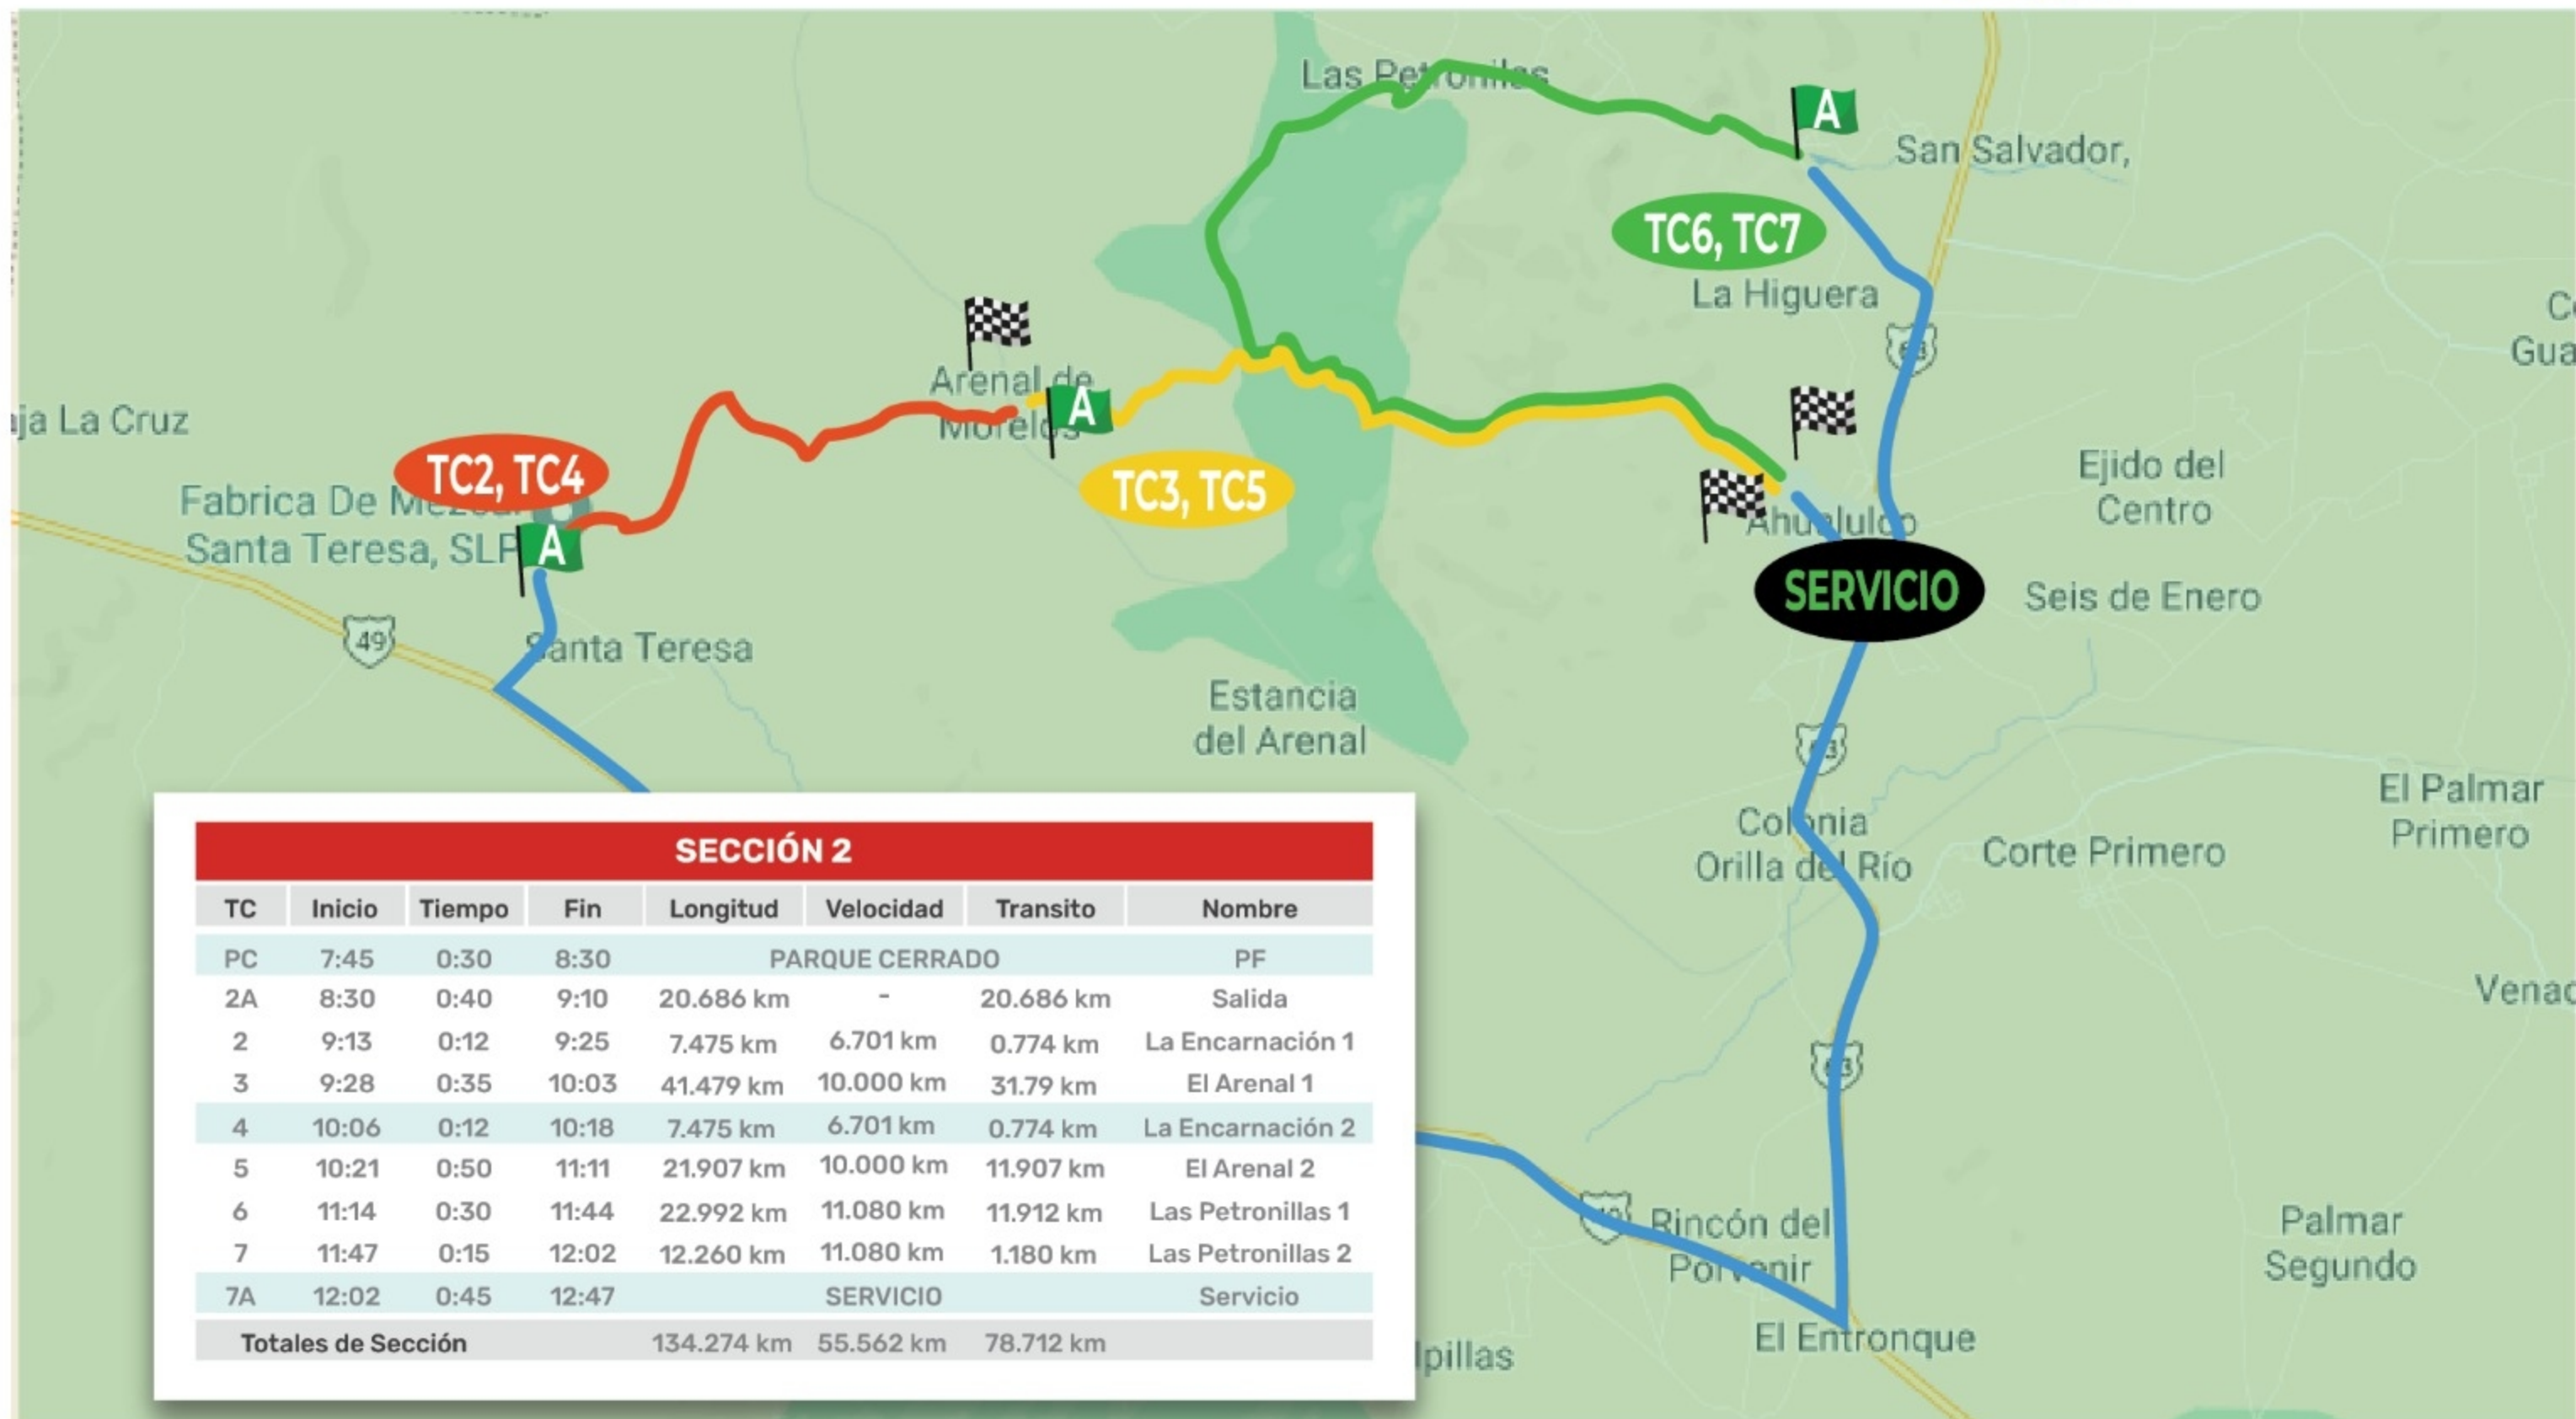 Las Petronilas
A
San Salvador,
TC6, TC7
La Higuera
Arenal de
Morelos
A
aja La Cruz
TC2, TC4
TC3, TC5
Fabrica De Mezcal
Santa Teresa, SLP
A
Ahualulco
Ejido del
Centro
SERVICIO
Seis de Enero
49
Santa Teresa
Estancia
del Arenal
63
Colonia
Orilla del Río
Corte Primero
El Palmar
Primero
63
Palmar
Segundo
Rincón del
Porvenir
El Entronque
lpillas
SECCIÓN 2
TC Inicio Tiempo Fin Longitud Velocidad Transito Nombre
PC 7:45 0:30 8:30 PARQUE CERRADO PF
2A 8:30 0:40 9:10 20.686 km - 20.686 km Salida
2 9:13 0:12 9:25 7.475 km 6.701 km 0.774 km La Encarnación 1
3 9:28 0:35 10:03 41.479 km 10.000 km 31.79 km El Arenal 1
4 10:06 0:12 10:18 7.475 km 6.701 km 0.774 km La Encarnación 2
5 10:21 0:50 11:11 21.907 km 10.000 km 11.907 km El Arenal 2
6 11:14 0:30 11:44 22.992 km 11.080 km 11.912 km Las Petronillas 1
7 11:47 0:15 12:02 12.260 km 11.080 km 1.180 km Las Petronillas 2
7A 12:02 0:45 12:47 SERVICIO Servicio
Totales de Sección 134.274 km 55.562 km 78.712 km